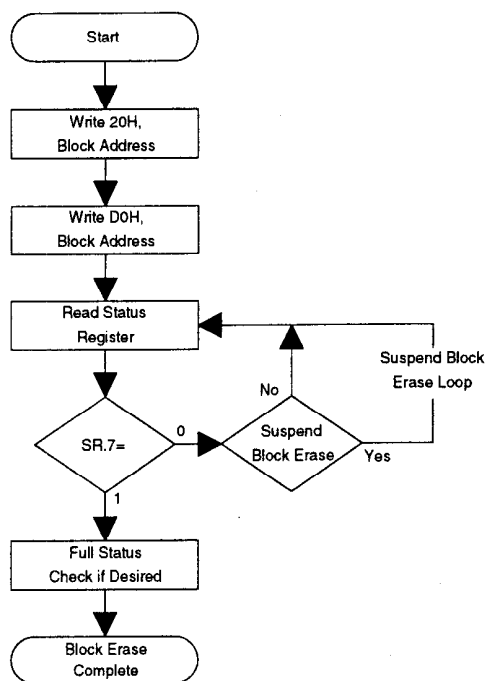 Start
Write 20H,
Block Address
Write D0H,
Block Address
Read Status
Register
Suspend Block
Erase Loop
No
SR.7=
0
Suspend
Block Erase
Yes
1
Full Status
Check if Desired
Block Erase
Complete